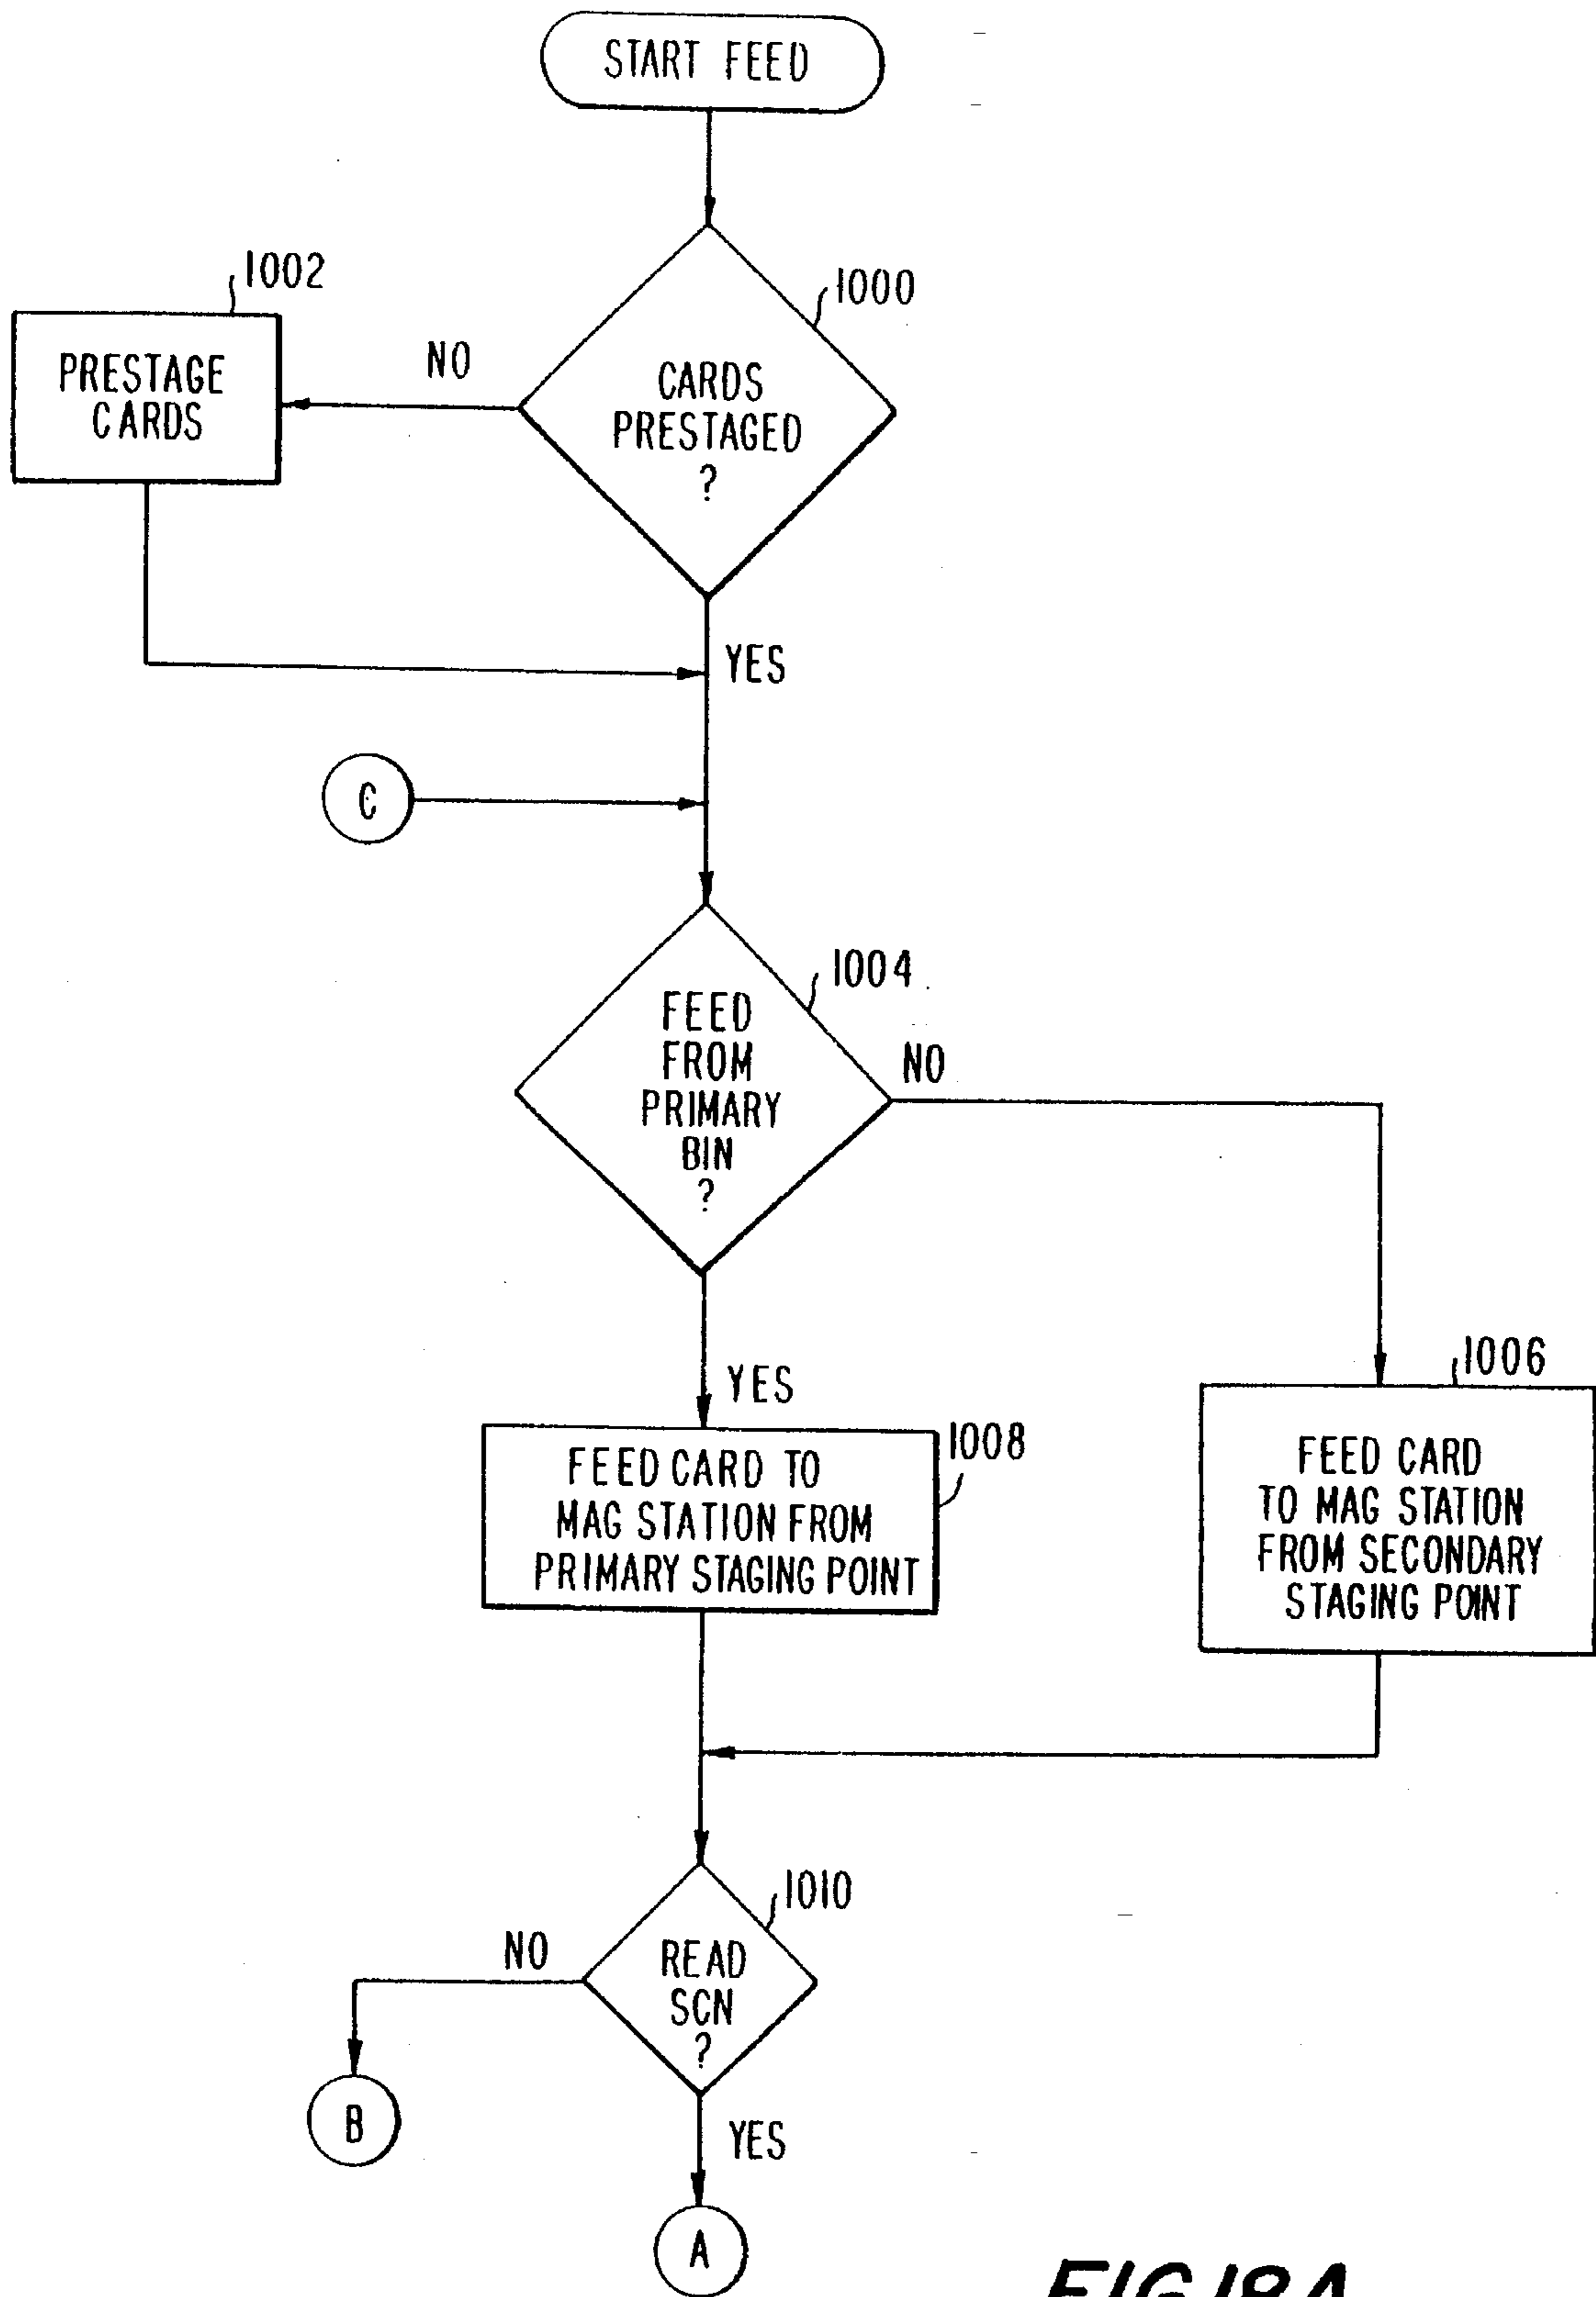 START FEED
1002
1000
NO
PRESTAGE
CARDS
CARDS
PRESTAGED
?
YES
C
1004
FEED
FROM
PRIMARY
BIN
?
NO
YES
1006
1008
FEED CARD TO
MAG STATION FROM
PRIMARY STAGING POINT
FEED CARD
TO MAG STATION
FROM SECONDARY
STAGING POINT
1010
NO
READ
SCN
?
B
YES
A
FIG.18A